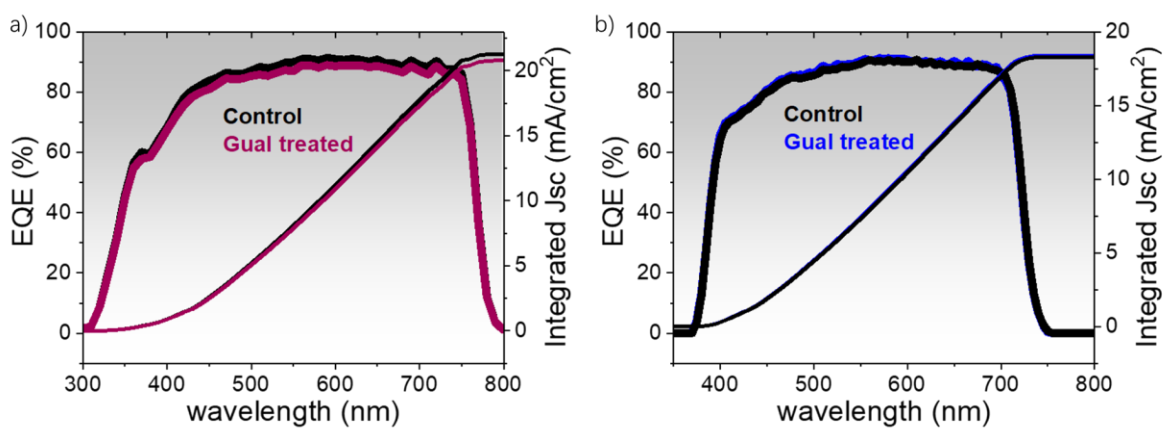 a)
EQE (%)
100
80
60
40
20
0
Control
Gual treated
20
15
10
5
0
Integrated Jsc (mA/cm²)
300 400 500 600 700 800
wavelength (nm)
b)
EQE (%)
100
80
60
40
20
0
Control
Gual treated
20
15
10
5
0
Integrated Jsc (mA/cm²)
400 500 600 700 800
wavelength (nm)